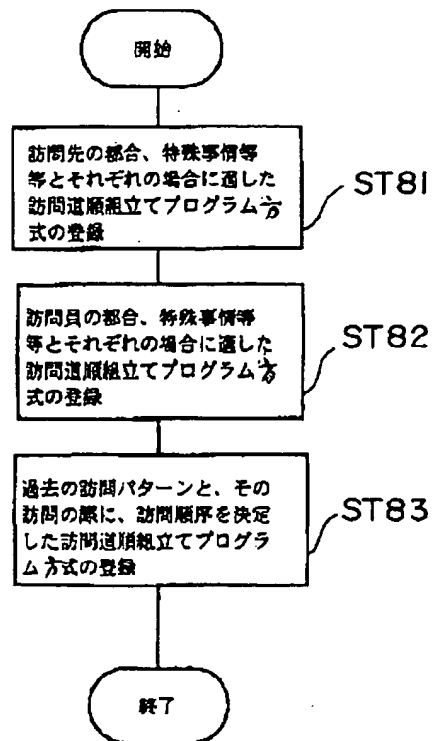 開始
訪問先の都合、特殊事情等
等とそれぞれの場合に適した
訪問道順組立てプログラム方
式の登録
ST81
訪問員の都合、特殊事情等
等とそれぞれの場合に適した
訪問道順組立てプログラム方
式の登録
ST82
過去の訪問パターンと、その
訪問の際に、訪問順序を決定
した訪問道順組立てプログラ
ム方式の登録
ST83
終了